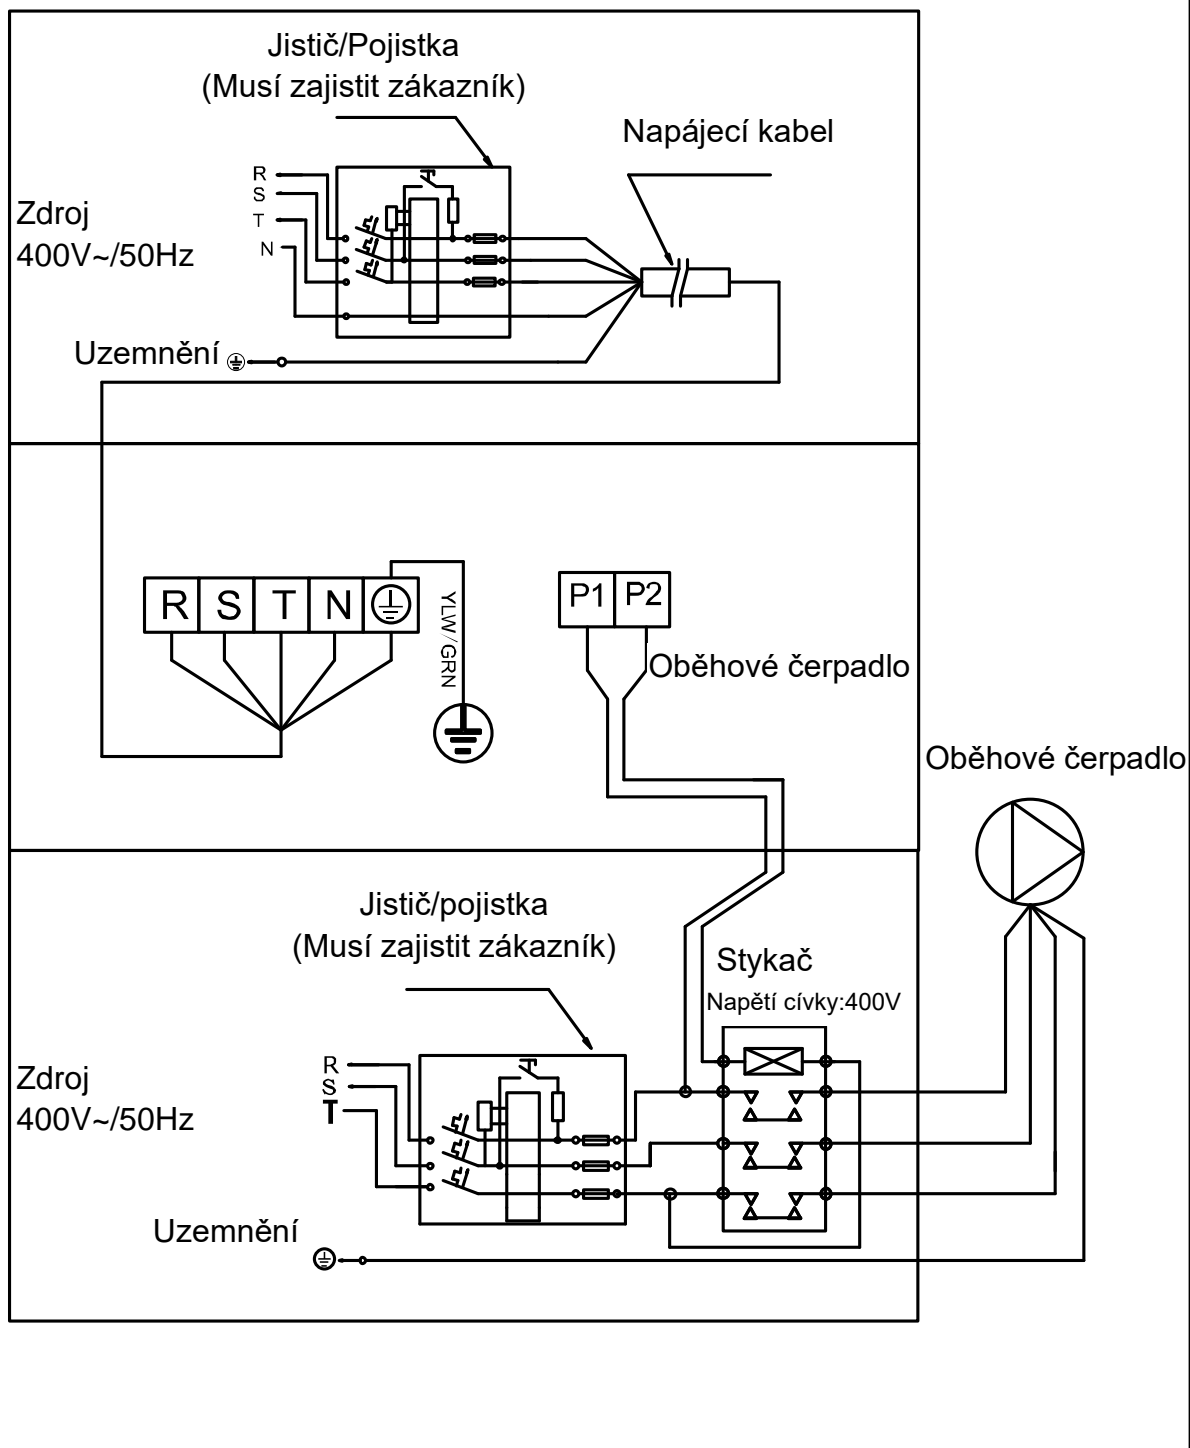 Jistič/Pojistka
(Musí zajistit zákazník)
Napájecí kabel
R
S
T
N
Zdroj
400V~/50Hz
Uzemnění
R S T N
YLW/GRN
P1 P2
Oběhové čerpadlo
Oběhové čerpadlo
Jistič/pojistka
(Musí zajistit zákazník)
Stykač
Napětí cívky:400V
R
S
T
Zdroj
400V~/50Hz
Uzemnění